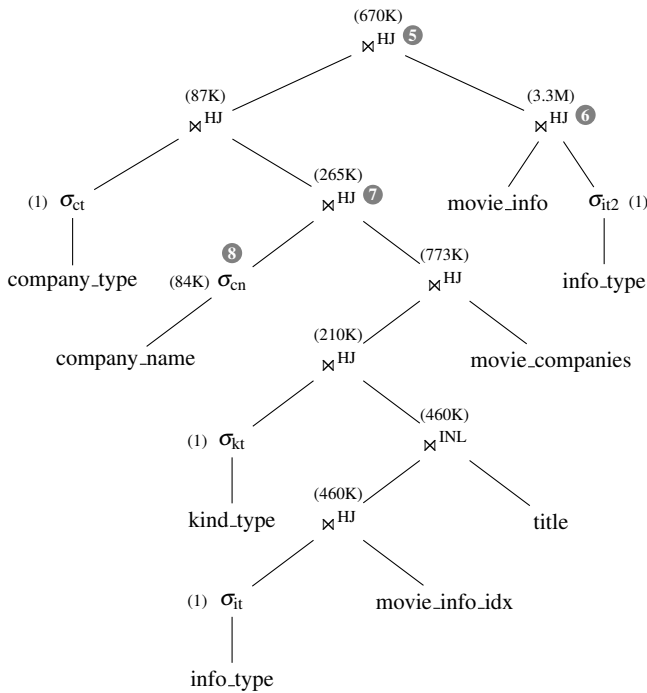 (670K)
⋈HJ 5
(87K) (3.3M)
⋈HJ ⋈HJ 6
(265K)
(1) σct ⋈HJ 7 movie_info σit2 (1)
8 (773K)
company_type (84K) σcn ⋈HJ info_type
(210K)
company_name ⋈HJ movie_companies
(460K)
(1) σkt ⋈INL
(460K)
kind_type ⋈HJ title
(1) σit movie_info_idx
info_type